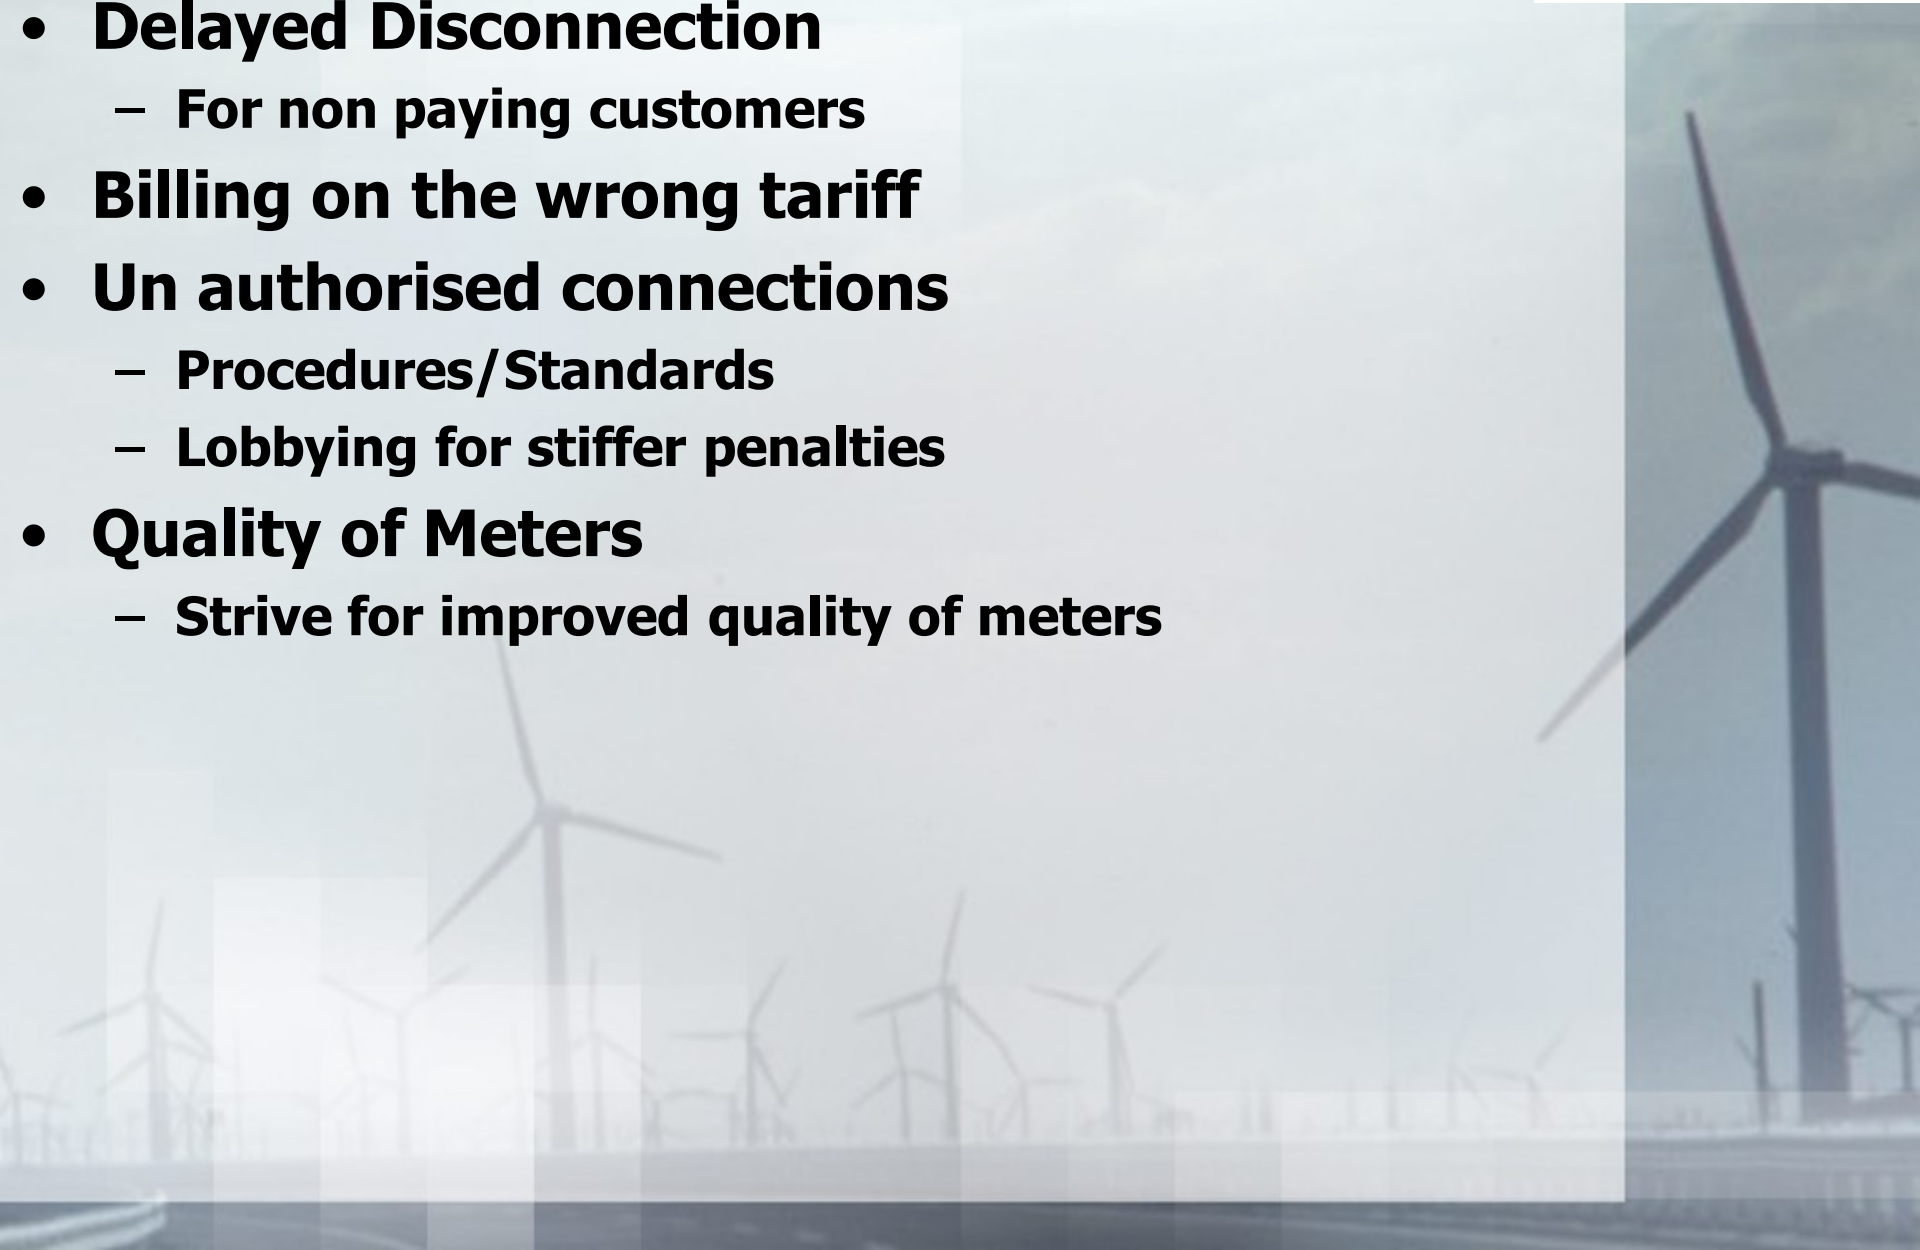 • Delayed Disconnection
– For non paying customers
• Billing on the wrong tariff
• Un authorised connections
– Procedures/Standards
– Lobbying for stiffer penalties
• Quality of Meters
– Strive for improved quality of meters